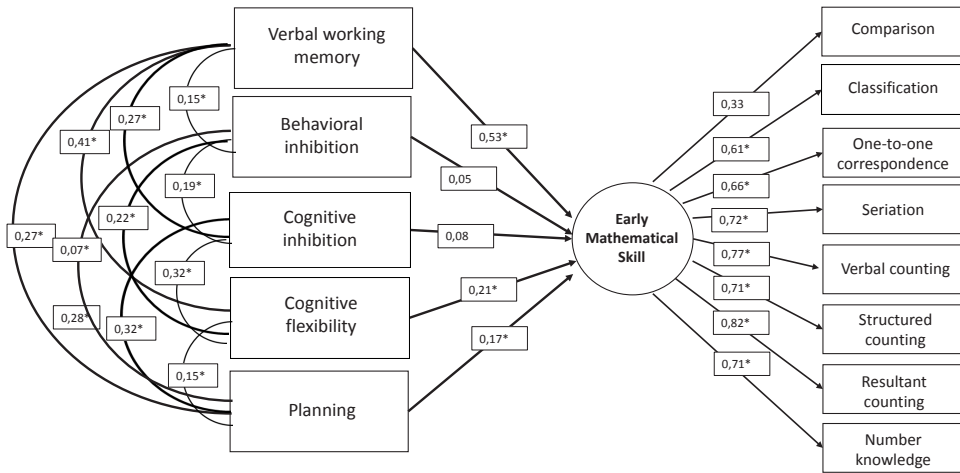 Verbal working
memory
Behavioral
inhibition
Cognitive
inhibition
Cognitive
flexibility
Planning
0,15*
0,27*
0,41*
0,19*
0,22*
0,27*
0,07*
0,32*
0,28*
0,32*
0,15*
0,53*
0,05
0,08
0,21*
0,17*
Early
Mathematical
Skill
0,33
0,61*
0,66*
0,72*
0,77*
0,71*
0,82*
0,71*
Comparison
Classification
One-to-one
correspondence
Seriation
Verbal counting
Structured
counting
Resultant
counting
Number
knowledge